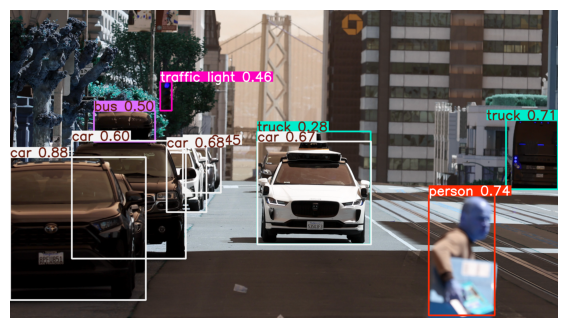 traffic light 0.46
bus 0.50
truck 0.71
truck 0.28
car 0.60
car 0.68
45
car 0.67
car 0.88
person 0.74